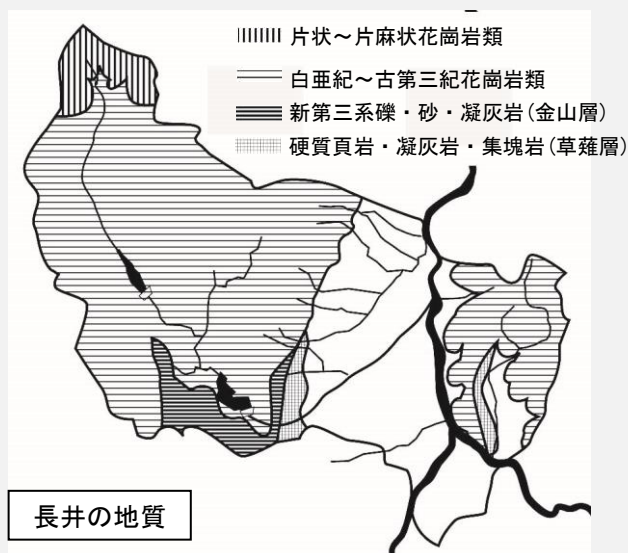 片状～片麻状花崗岩類
白亜紀～古第三紀花崗岩類
新第三系礫・砂・凝灰岩(金山層)
硬質頁岩・凝灰岩・集塊岩(草薙層)
長井の地質